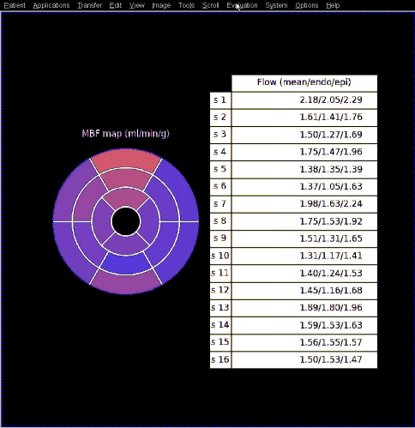 Patient Applications Transfer Edit View Image Tools Scroll Evaluation System Options Help
Flow (mean/endo/epi)
s 1 2.18/2.05/2.29
s 2 1.61/1.41/1.76
s 3 1.50/1.27/1.69
MBF map (ml/min/g)
s 4 1.75/1.47/1.96
s 5 1.38/1.35/1.39
s 6 1.37/1.05/1.63
s 7 1.98/1.63/2.24
s 8 1.75/1.53/1.92
s 9 1.51/1.31/1.65
s 10 1.31/1.17/1.41
s 11 1.40/1.24/1.53
s 12 1.45/1.16/1.68
s 13 1.89/1.80/1.96
s 14 1.59/1.53/1.63
s 15 1.56/1.55/1.57
s 16 1.50/1.53/1.47